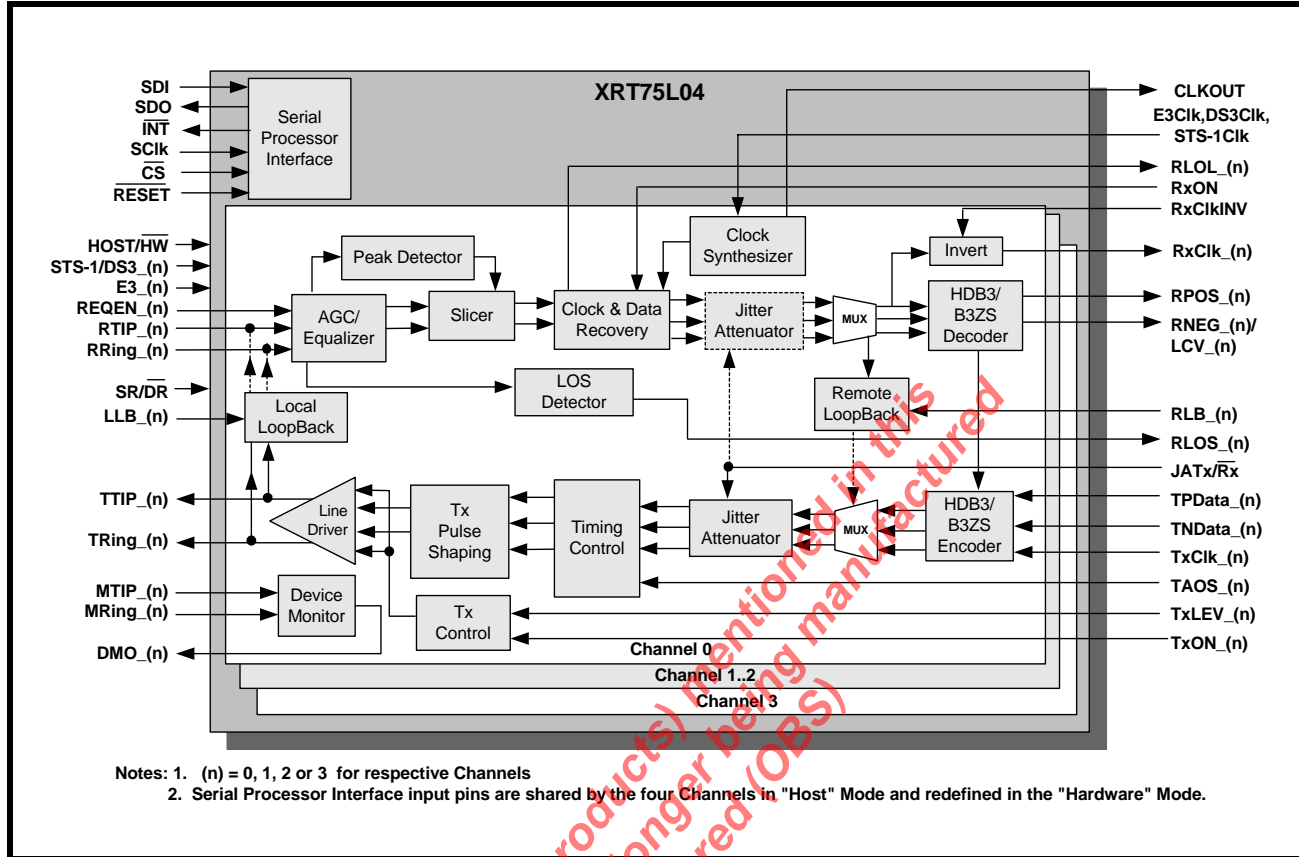 XRT75L04
SDI
SDO
INT
SClk
CS
RESET
Serial
Processor
Interface
CLKOUT
E3Clk,DS3Clk,
STS-1Clk
RLOL_(n)
RxON
RxClkINV
HOST/HW
STS-1/DS3_(n)
E3_(n)
REQEN_(n)
RTIP_(n)
RRing_(n)
SR/DR
LLB_(n)
Peak Detector
AGC/
Equalizer
Slicer
Clock & Data
Recovery
Clock
Synthesizer
Jitter
Attenuator
MUX
Invert
HDB3/
B3ZS
Decoder
RxClk_(n)
RPOS_(n)
RNEG_(n)/
LCV_(n)
LOS
Detector
Remote
LoopBack
Local
LoopBack
RLB_(n)
RLOS_(n)
JATx/Rx
TTIP_(n)
TRing_(n)
MTIP_(n)
MRing_(n)
DMO_(n)
Line
Driver
Tx
Pulse
Shaping
Timing
Control
Jitter
Attenuator
MUX
HDB3/
B3ZS
Encoder
TPData_(n)
TNData_(n)
TxClk_(n)
TAOS_(n)
TxLEV_(n)
TxON_(n)
Device
Monitor
Tx
Control
Channel 0
Channel 1..2
Channel 3
mentioned in this
being manufactured
(OBS)
Notes: 1. (n) = 0, 1, 2 or 3 for respective Channels
2. Serial Processor Interface input pins are shared by the four Channels in "Host" Mode and redefined in the "Hardware" Mode.